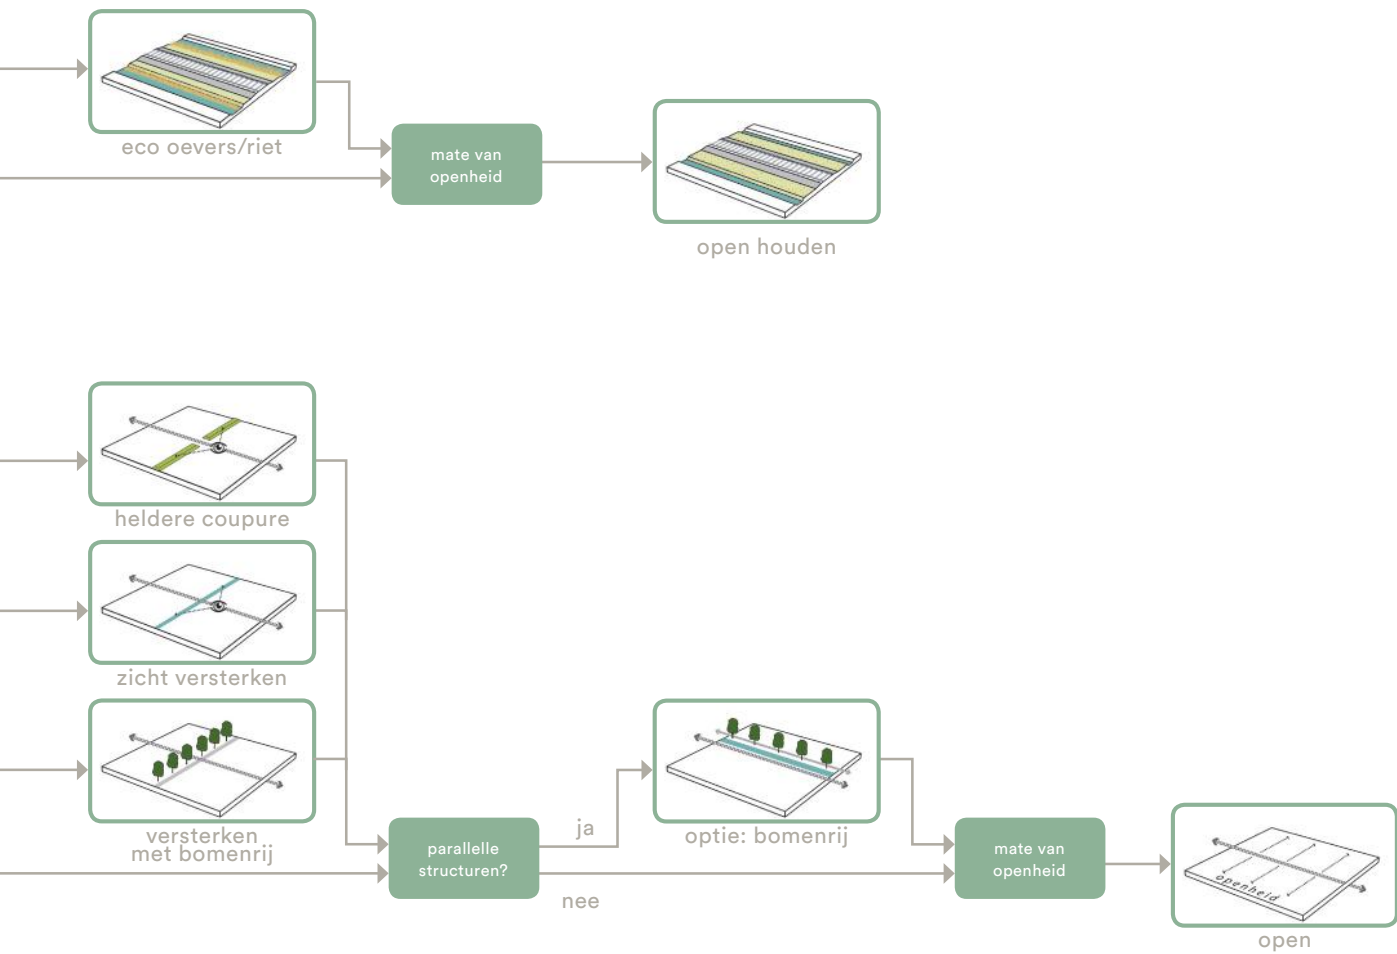 eco oevers/riet
mate van
openheid
open houden
heldere coupure
zicht versterken
versterken
met bomenrij
parallelle
structuren?
ja
nee
optie: bomenrij
mate van
openheid
openheid
open